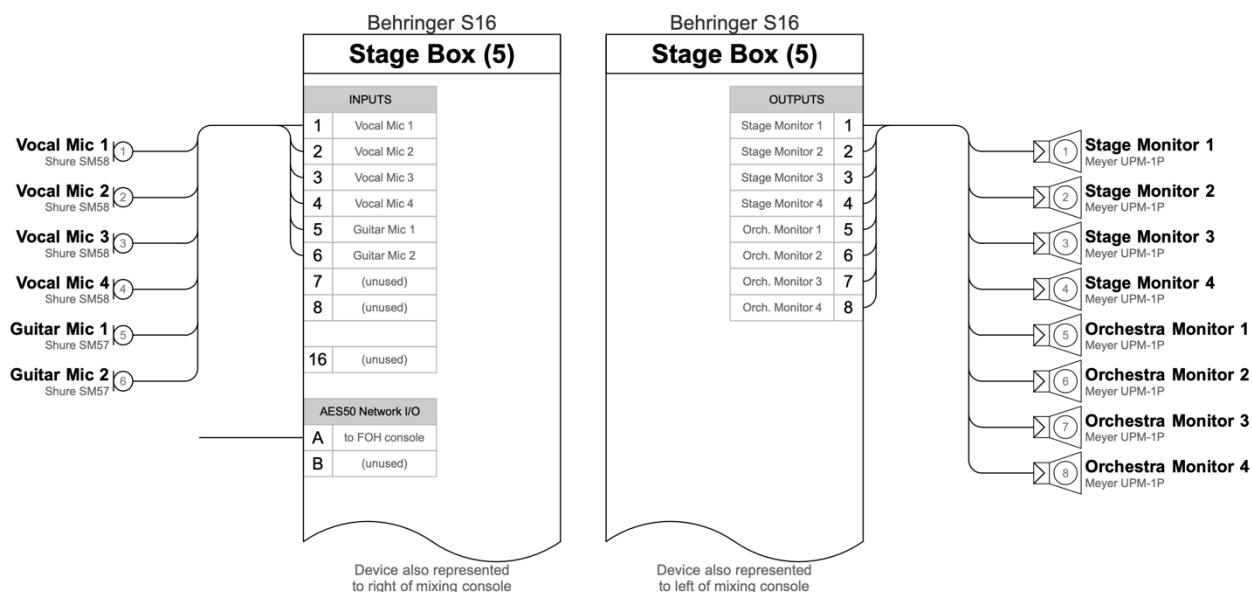 Behringer S16
Stage Box (5)
INPUTS
1 Vocal Mic 1
2 Vocal Mic 2
3 Vocal Mic 3
4 Vocal Mic 4
5 Guitar Mic 1
6 Guitar Mic 2
7 (unused)
8 (unused)
16 (unused)
AES50 Network I/O
A to FOH console
B (unused)
Vocal Mic 1
Shure SM58
1
Vocal Mic 2
Shure SM58
2
Vocal Mic 3
Shure SM58
3
Vocal Mic 4
Shure SM58
4
Guitar Mic 1
Shure SM57
5
Guitar Mic 2
Shure SM57
6
Device also represented
to right of mixing console
Behringer S16
Stage Box (5)
OUTPUTS
Stage Monitor 1 1
Stage Monitor 2 2
Stage Monitor 3 3
Stage Monitor 4 4
Orch. Monitor 1 5
Orch. Monitor 2 6
Orch. Monitor 3 7
Orch. Monitor 4 8
1
Stage Monitor 1
Meyer UPM-1P
2
Stage Monitor 2
Meyer UPM-1P
3
Stage Monitor 3
Meyer UPM-1P
4
Stage Monitor 4
Meyer UPM-1P
5
Orchestra Monitor 1
Meyer UPM-1P
6
Orchestra Monitor 2
Meyer UPM-1P
7
Orchestra Monitor 3
Meyer UPM-1P
8
Orchestra Monitor 4
Meyer UPM-1P
Device also represented
to left of mixing console